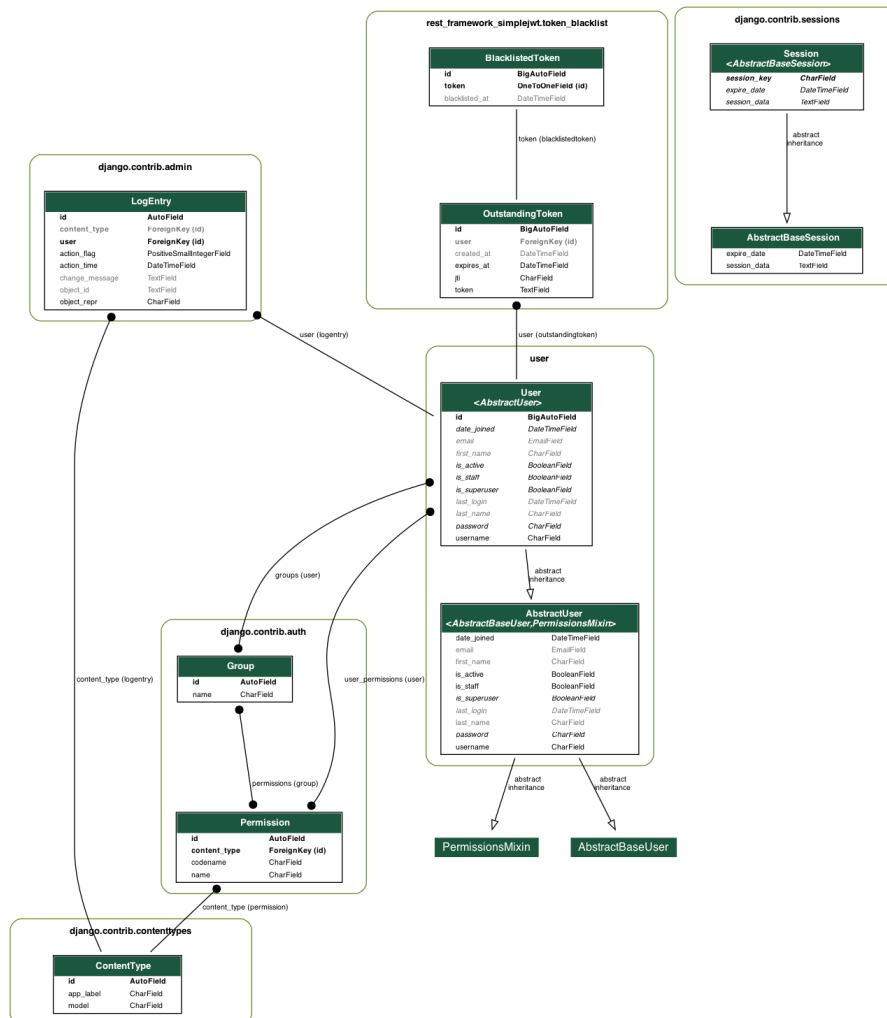 rest_framework_simplejwt.token_blacklist
BlacklistedToken
id BigAutoField
token OneToOneField (id)
blacklisted_at DateTimeField
token (blacklistedtoken)
OutstandingToken
id BigAutoField
user ForeignKey (id)
created_at DateTimeField
expires_at DateTimeField
jti CharField
token TextField
user (outstandingtoken)
django.contrib.sessions
Session
<AbstractBaseSession>
session_key CharField
expire_date DateTimeField
session_data TextField
abstract
inheritance
AbstractBaseSession
expire_date DateTimeField
session_data TextField
django.contrib.admin
LogEntry
id AutoField
content_type ForeignKey (id)
user ForeignKey (id)
action_flag PositiveSmallIntegerField
action_time DateTimeField
change_message TextField
object_id TextField
object_repr CharField
user (logentry)
content_type (logentry)
user
User
<AbstractUser>
id BigAutoField
date_joined DateTimeField
email EmailField
first_name CharField
is_active BooleanField
is_staff BooleanField
is_superuser BooleanField
last_login DateTimeField
last_name CharField
password CharField
username CharField
abstract
inheritance
AbstractUser
<AbstractBaseUser,PermissionsMixin>
date_joined DateTimeField
email EmailField
first_name CharField
is_active BooleanField
is_staff BooleanField
is_superuser BooleanField
last_login DateTimeField
last_name CharField
password CharField
username CharField
abstract
inheritance
abstract
inheritance
PermissionsMixin
AbstractBaseUser
groups (user)
user_permissions (user)
django.contrib.auth
Group
id AutoField
name CharField
permissions (group)
Permission
id AutoField
content_type ForeignKey (id)
codename CharField
name CharField
content_type (permission)
django.contrib.contenttypes
ContentType
id AutoField
app_label CharField
model CharField